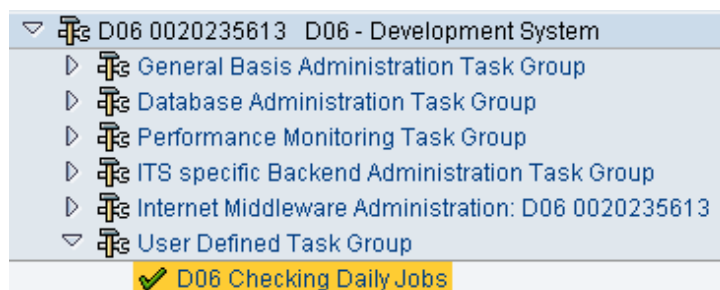 D06 0020235613 D06 - Development System
General Basis Administration Task Group
Database Administration Task Group
Performance Monitoring Task Group
ITS specific Backend Administration Task Group
Internet Middleware Administration: D06 0020235613
User Defined Task Group
D06 Checking Daily Jobs